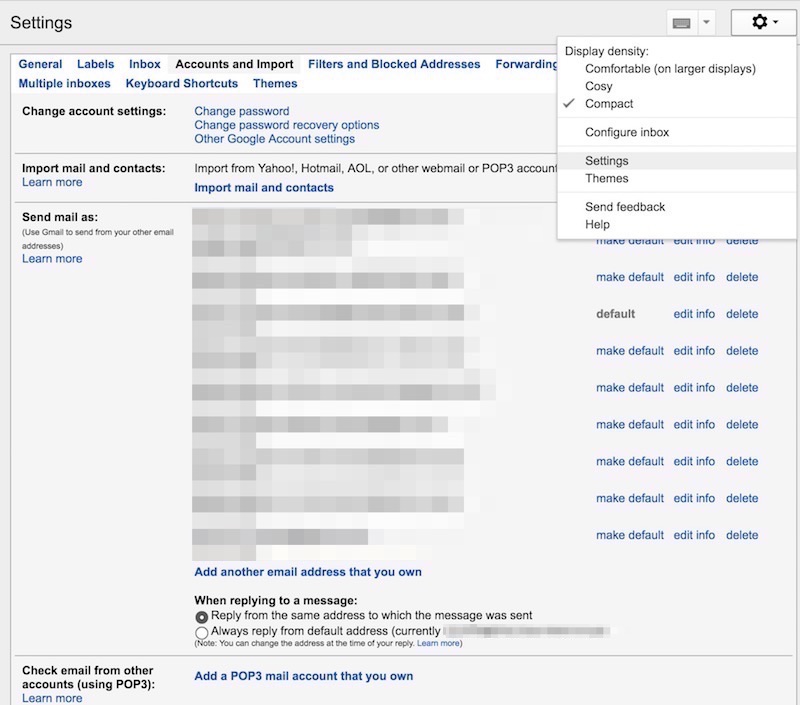 Settings
Display density:
Comfortable (on larger displays)
Cosy
Compact
Configure inbox
Settings
Themes
Send feedback
Help
General Labels Inbox Accounts and Import Filters and Blocked Addresses Forwarding
Multiple inboxes Keyboard Shortcuts Themes
Change account settings:
Change password
Change password recovery options
Other Google Account settings
Import mail and contacts:
Learn more
Import from Yahoo!, Hotmail, AOL, or other webmail or POP3 account
Import mail and contacts
Send mail as:
(Use Gmail to send from your other email
addresses)
Learn more
make default edit info delete
make default edit info delete
default edit info delete
make default edit info delete
make default edit info delete
make default edit info delete
make default edit info delete
make default edit info delete
make default edit info delete
Add another email address that you own
When replying to a message:
Reply from the same address to which the message was sent
Always reply from default address (currently
(Note: You can change the address at the time of your reply. Learn more)
Check email from other
accounts (using POP3):
Learn more
Add a POP3 mail account that you own